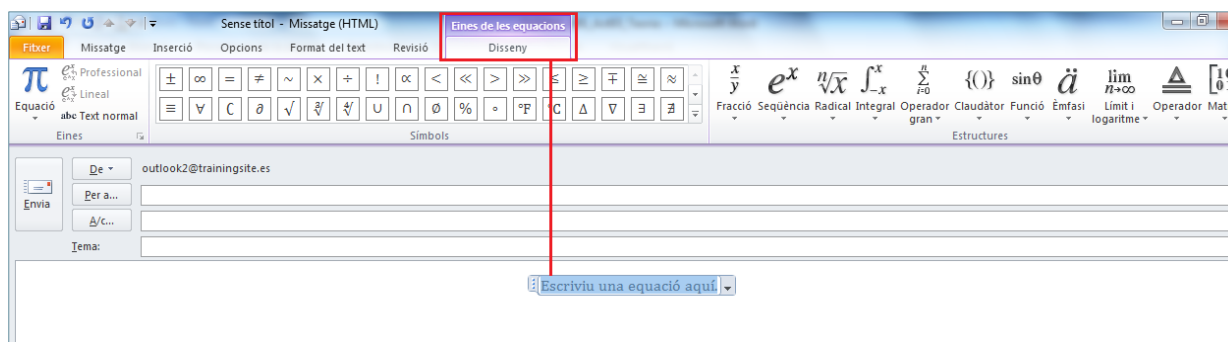 Sense títol - Missatge (HTML)
Eines de les equacions
Fitxer Missatge Inserció Opcions Format del text Revisió Disseny
π Professional
Lineal
Equació abc Text normal
± ∞ = ≠ ~ × ÷ ! ∝ < ≪ > ≫ ≤ ≥ ∓ ≅ ≈
≡ ∀ ∁ ∂ √ ∛ ∜ ∪ ∩ ∅ % ° °F °C ∆ ∇ ∃ ∄
Fracció Seqüència Radical Integral Operador gran Claudàtor Funció Èmfasi Límit i logaritme Operador
Eines Símbols Estructures
De outlook2@trainingsite.es
Envia
Per a...
A/c...
Tema:
Escriviu una equació aquí.